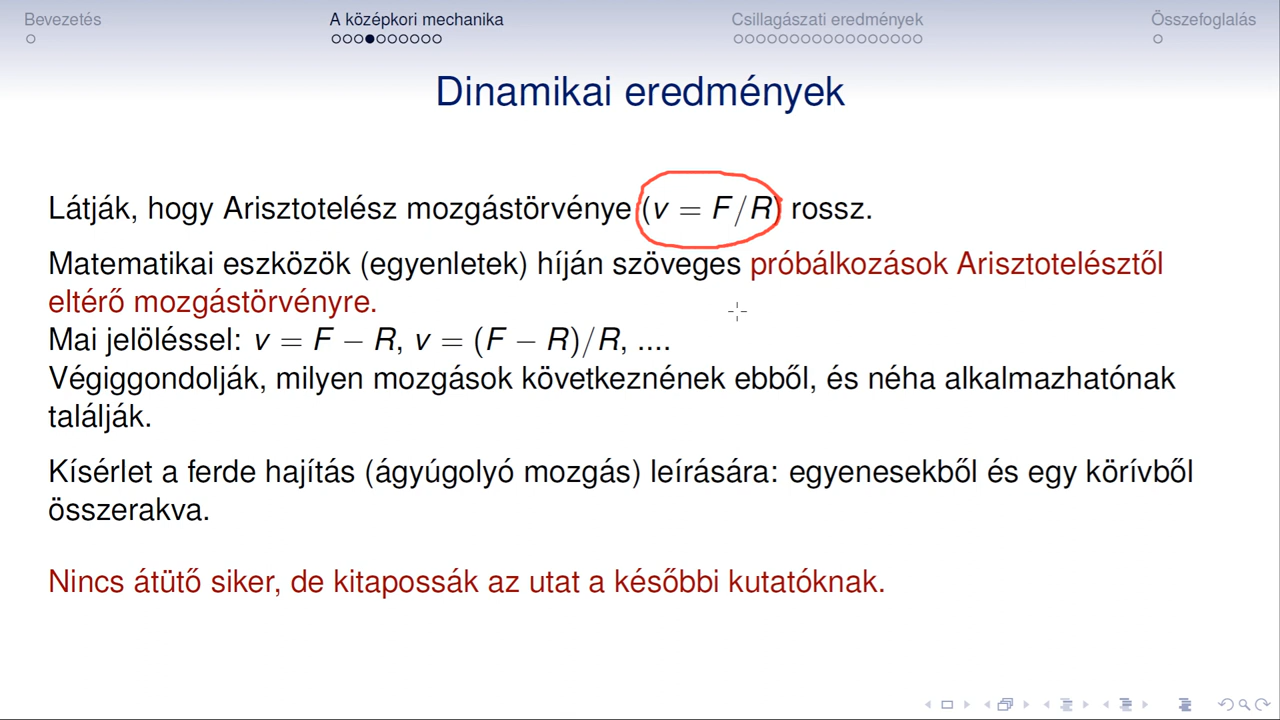 Bevezetés
A középkori mechanika
Csillagászati eredmények
Összefoglalás
Dinamikai eredmények
Látják, hogy Arisztotelész mozgástörvénye (v = F/R) rossz.
Matematikai eszközök (egyenletek) híján szöveges próbálkozások Arisztotelésztől
eltérő mozgástörvényre.
Mai jelöléssel: v = F − R, v = (F − R)/R, ....
Végiggondolják, milyen mozgások következnének ebből, és néha alkalmazhatónak
találják.
Kísérlet a ferde hajítás (ágyúgolyó mozgás) leírására: egyenesekből és egy körívből
összerakva.
Nincs átütő siker, de kitapossák az utat a későbbi kutatóknak.